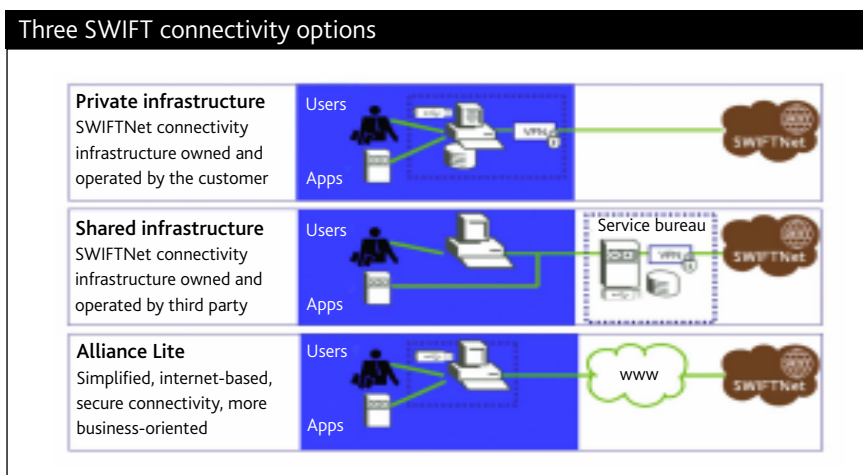 Three SWIFT connectivity options
Private infrastructure
SWIFTNet connectivity
infrastructure owned and
operated by the customer
Users
Apps
VPN
SWIFTNet
Shared infrastructure
SWIFTNet connectivity
infrastructure owned and
operated by third party
Users
Apps
Service bureau
VPN
SWIFTNet
Alliance Lite
Simplified, internet-based,
secure connectivity, more
business-oriented
Users
Apps
www
SWIFTNet